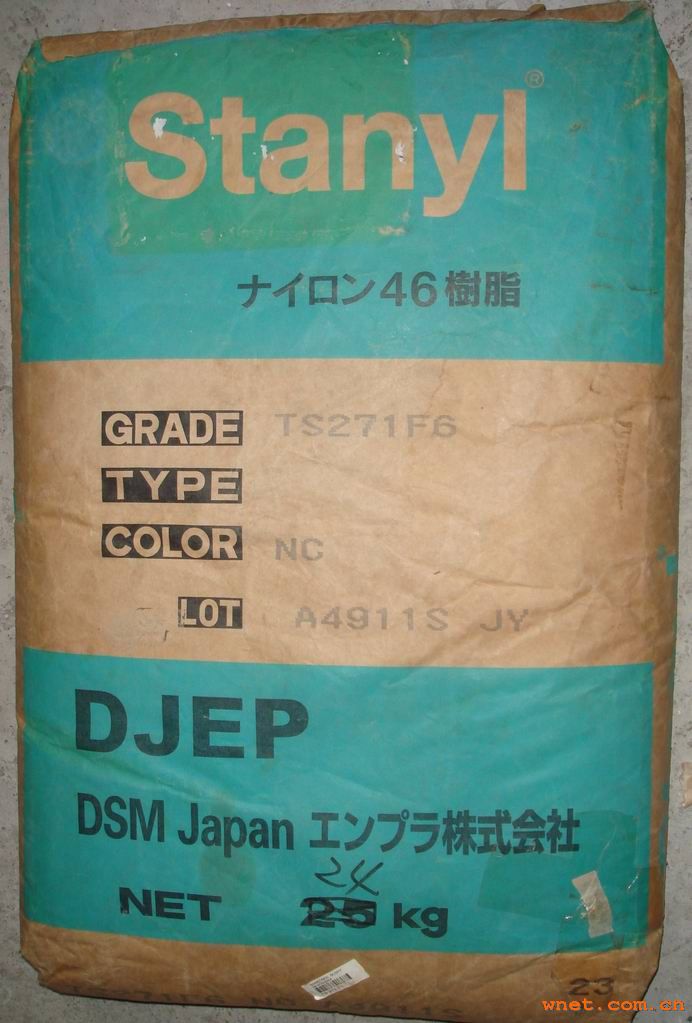 Stanyl®
ナイロン46樹脂
GRADE TS271F6
TYPE
COLOR NC
LOT A4911S JY
DJEP
DSM Japan エンプラ株式会社
24
NET 25 kg
23
wnet.com.cn